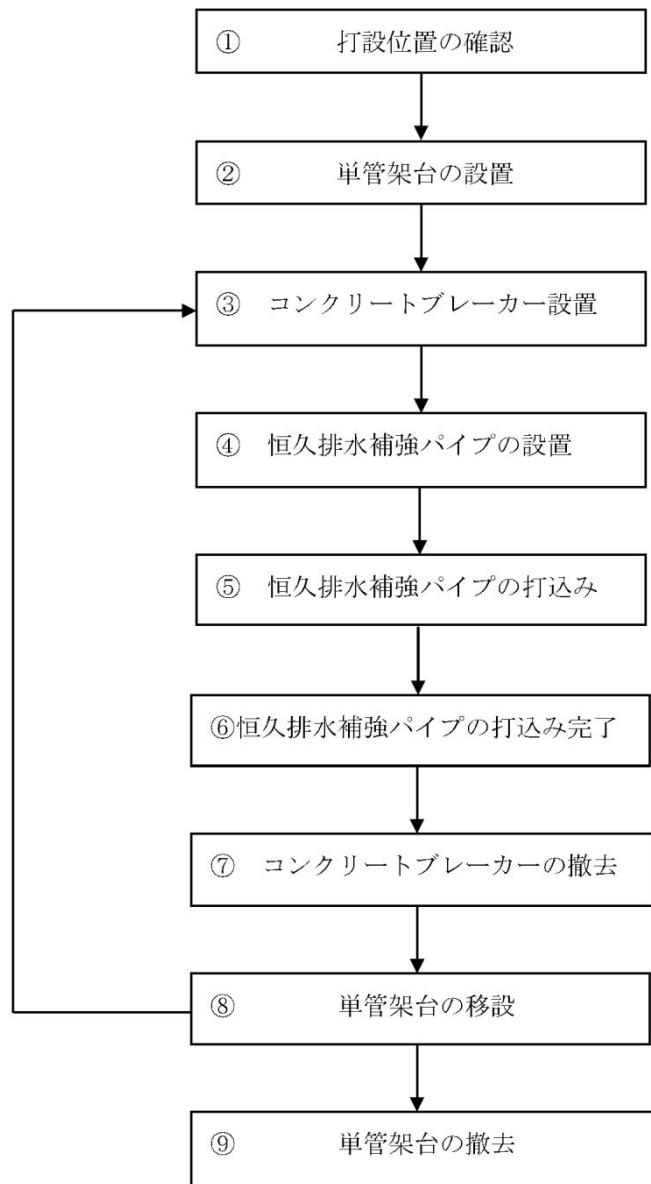 ① 打設位置の確認
② 単管架台の設置
③ コンクリートブレーカー設置
④ 恒久排水補強パイプの設置
⑤ 恒久排水補強パイプの打込み
⑥恒久排水補強パイプの打込み完了
⑦ コンクリートブレーカーの撤去
⑧ 単管架台の移設
⑨ 単管架台の撤去